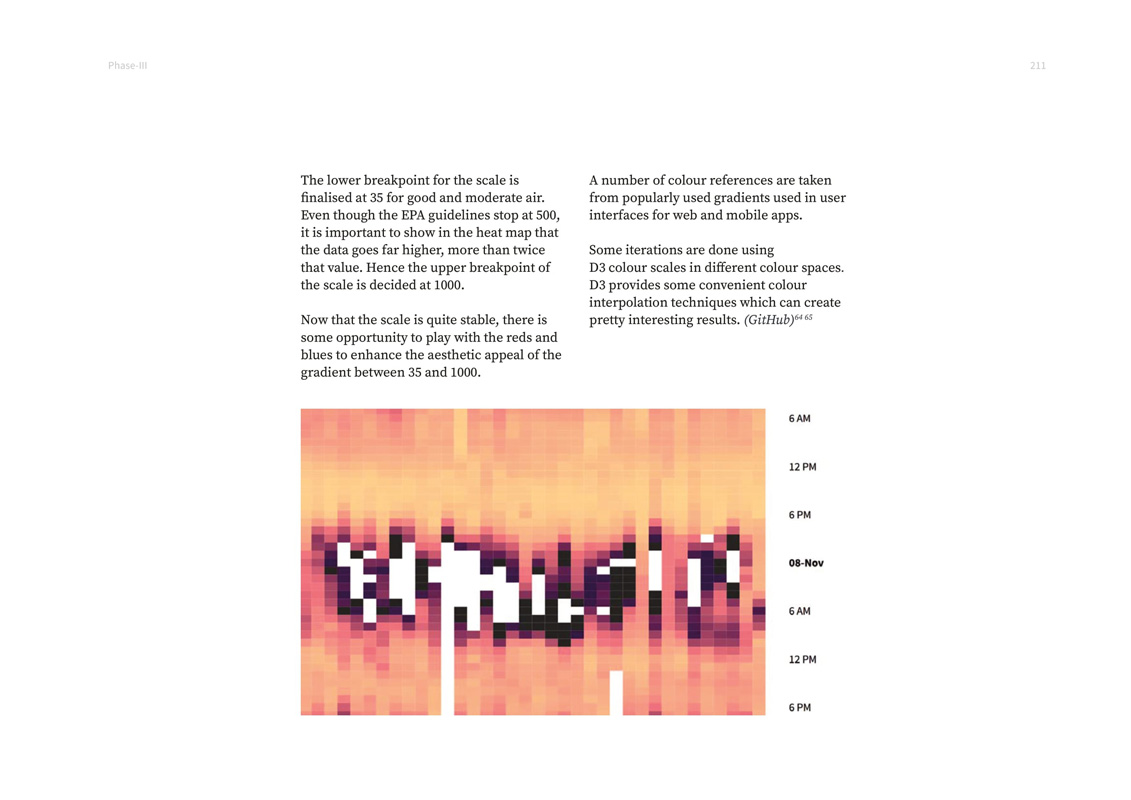 Phase-III
211
The lower breakpoint for the scale is
finalised at 35 for good and moderate air.
Even though the EPA guidelines stop at 500,
it is important to show in the heat map that
the data goes far higher, more than twice
that value. Hence the upper breakpoint of
the scale is decided at 1000.
Now that the scale is quite stable, there is
some opportunity to play with the reds and
blues to enhance the aesthetic appeal of the
gradient between 35 and 1000.
A number of colour references are taken
from popularly used gradients used in user
interfaces for web and mobile apps.
Some iterations are done using
D3 colour scales in different colour spaces.
D3 provides some convenient colour
interpolation techniques which can create
pretty interesting results. (GitHub)64 65
6 AM
12 PM
6 PM
08-Nov
6 AM
12 PM
6 PM